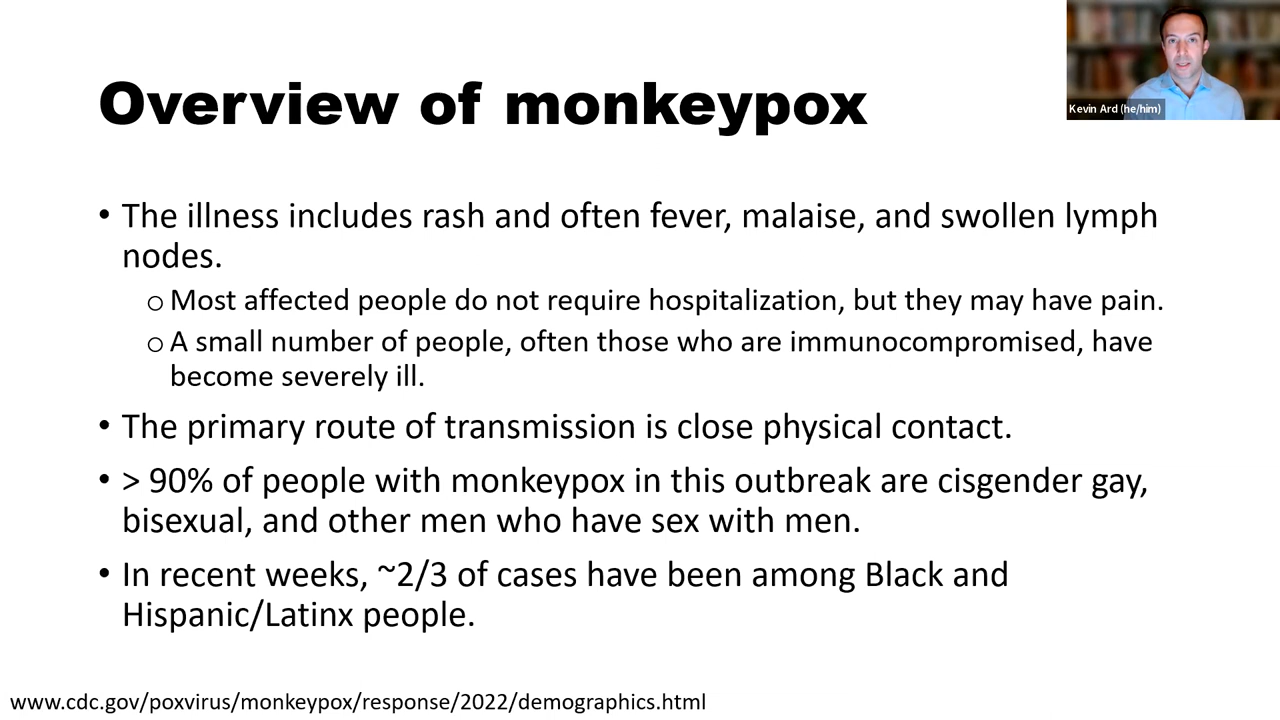 Overview of monkeypox
Kevin Ard (he/him)
• The illness includes rash and often fever, malaise, and swollen lymph
nodes.
o Most affected people do not require hospitalization, but they may have pain.
o A small number of people, often those who are immunocompromised, have
become severely ill.
• The primary route of transmission is close physical contact.
• > 90% of people with monkeypox in this outbreak are cisgender gay,
bisexual, and other men who have sex with men.
• In recent weeks, ~2/3 of cases have been among Black and
Hispanic/Latinx people.
www.cdc.gov/poxvirus/monkeypox/response/2022/demographics.html